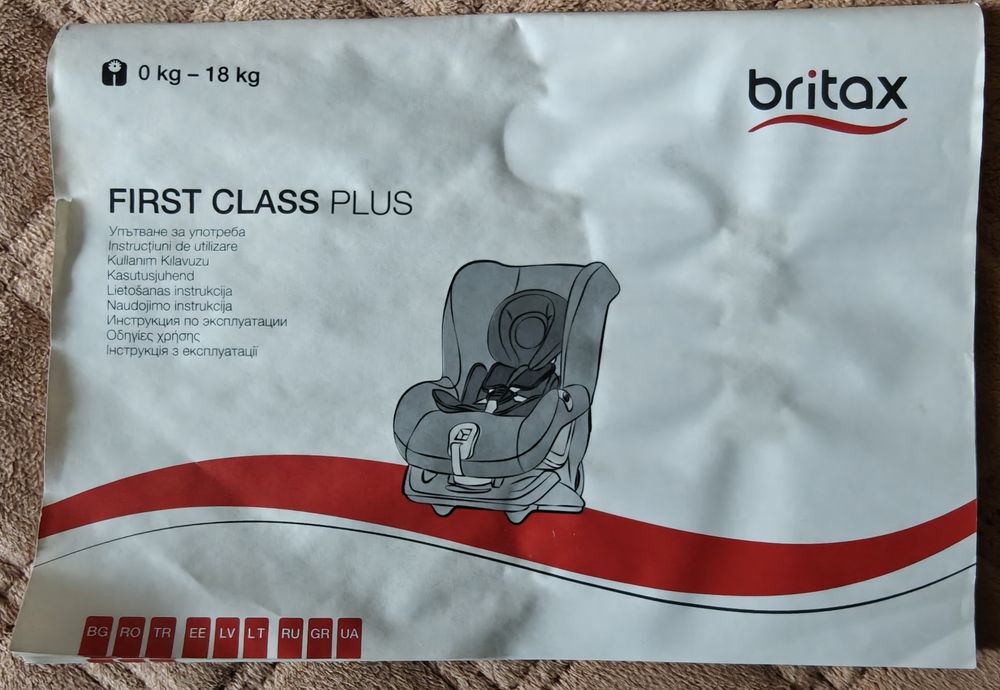 0 kg – 18 kg
britax
FIRST CLASS PLUS
Упътване за употреба
Instrucţiuni de utilizare
Kullanım Kılavuzu
Kasutusjuhend
Lietošanas instrukcija
Naudojimo instrukcija
Инструкция по эксплуатации
Οδηγίες χρήσης
Інструкція з експлуатації
BG RO TR EE LV LT RU GR UA